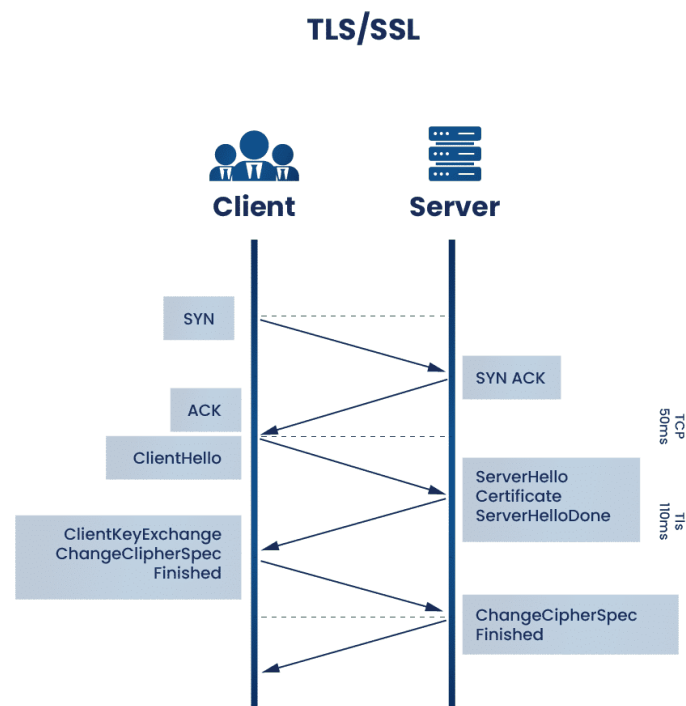 TLS/SSL
Client
Server
SYN
SYN ACK
ACK
TCP
50ms
ClientHello
ServerHello
Certificate
ServerHelloDone
Tls
110ms
ClientKeyExchange
ChangeClipherSpec
Finished
ChangeCipherSpec
Finished